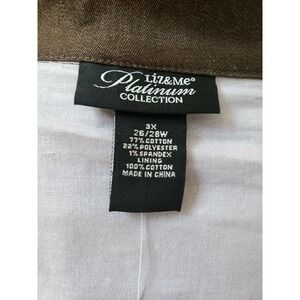 Liz&Me®
Platinum
COLLECTION
3X
26/28W
77% COTTON
22% POLYESTER
1% SPANDEX
LINING
100% COTTON
MADE IN CHINA